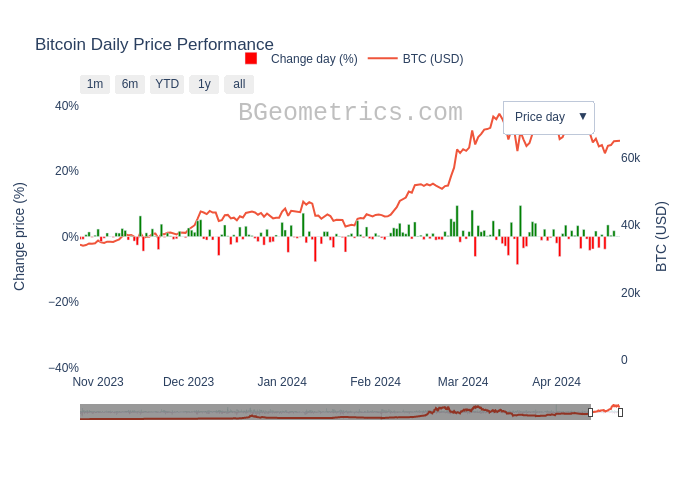 Bitcoin Daily Price Performance
Change day (%) BTC (USD)
1m 6m YTD 1y all
BGeometrics.com
Price day ▼
40%
20%
0%
−20%
−40%
Change price (%)
60k
40k
20k
0
BTC (USD)
Nov 2023 Dec 2023 Jan 2024 Feb 2024 Mar 2024 Apr 2024